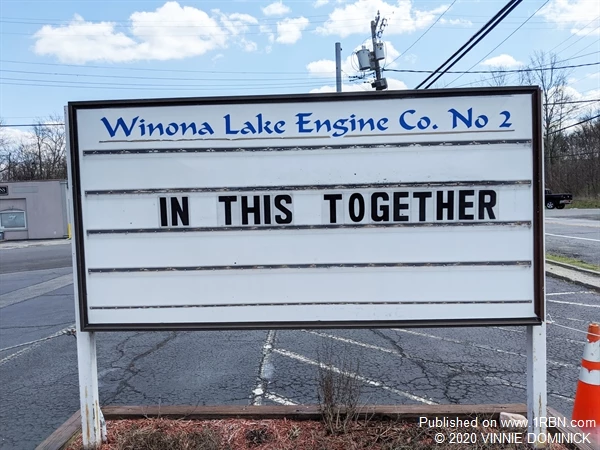 Winona Lake Engine Co. No 2
IN THIS TOGETHER
Published on www.1RBN.com
© 2020 VINNIE DOMINICK